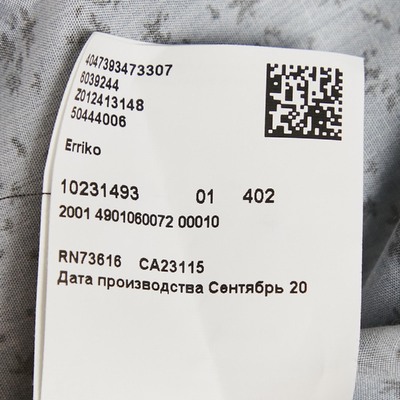 4047393473307
6039244
Z012413148
50444006
Erriko
10231493 01 402
2001 4901060072 00010
RN73616 CA23115
Дата производства Сентябрь 20